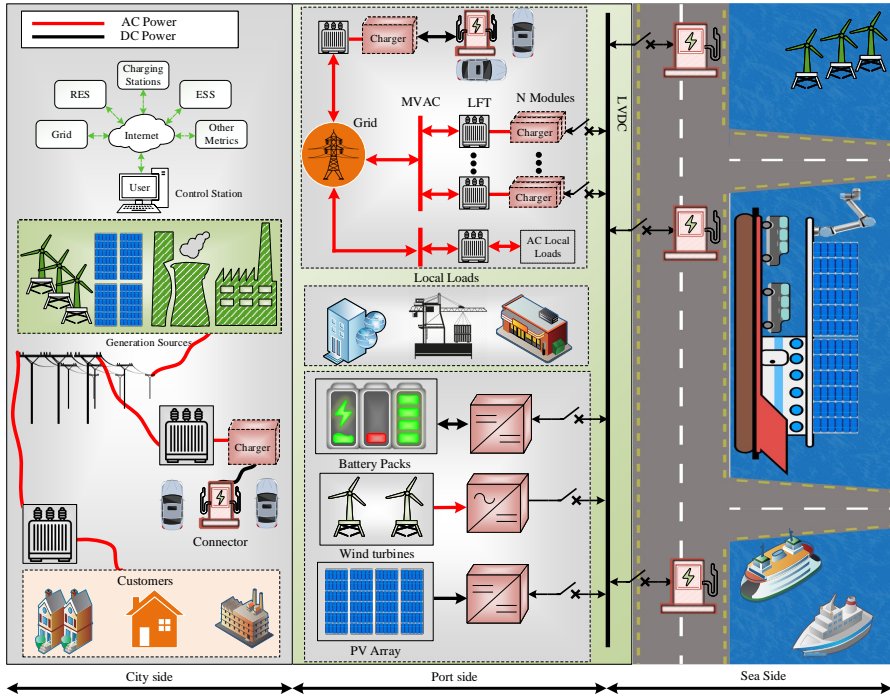 AC Power
DC Power
Charging
Stations
RES
ESS
Grid
Internet
Other
Metrics
User
Control Station
Generation Sources
Charger
Connector
Customers
Charger
Grid
MVAC
LFT
N Modules
Charger
Charger
AC Local
Loads
Local Loads
LVDC
Battery Packs
Wind turbines
PV Array
City side
Port side
Sea Side